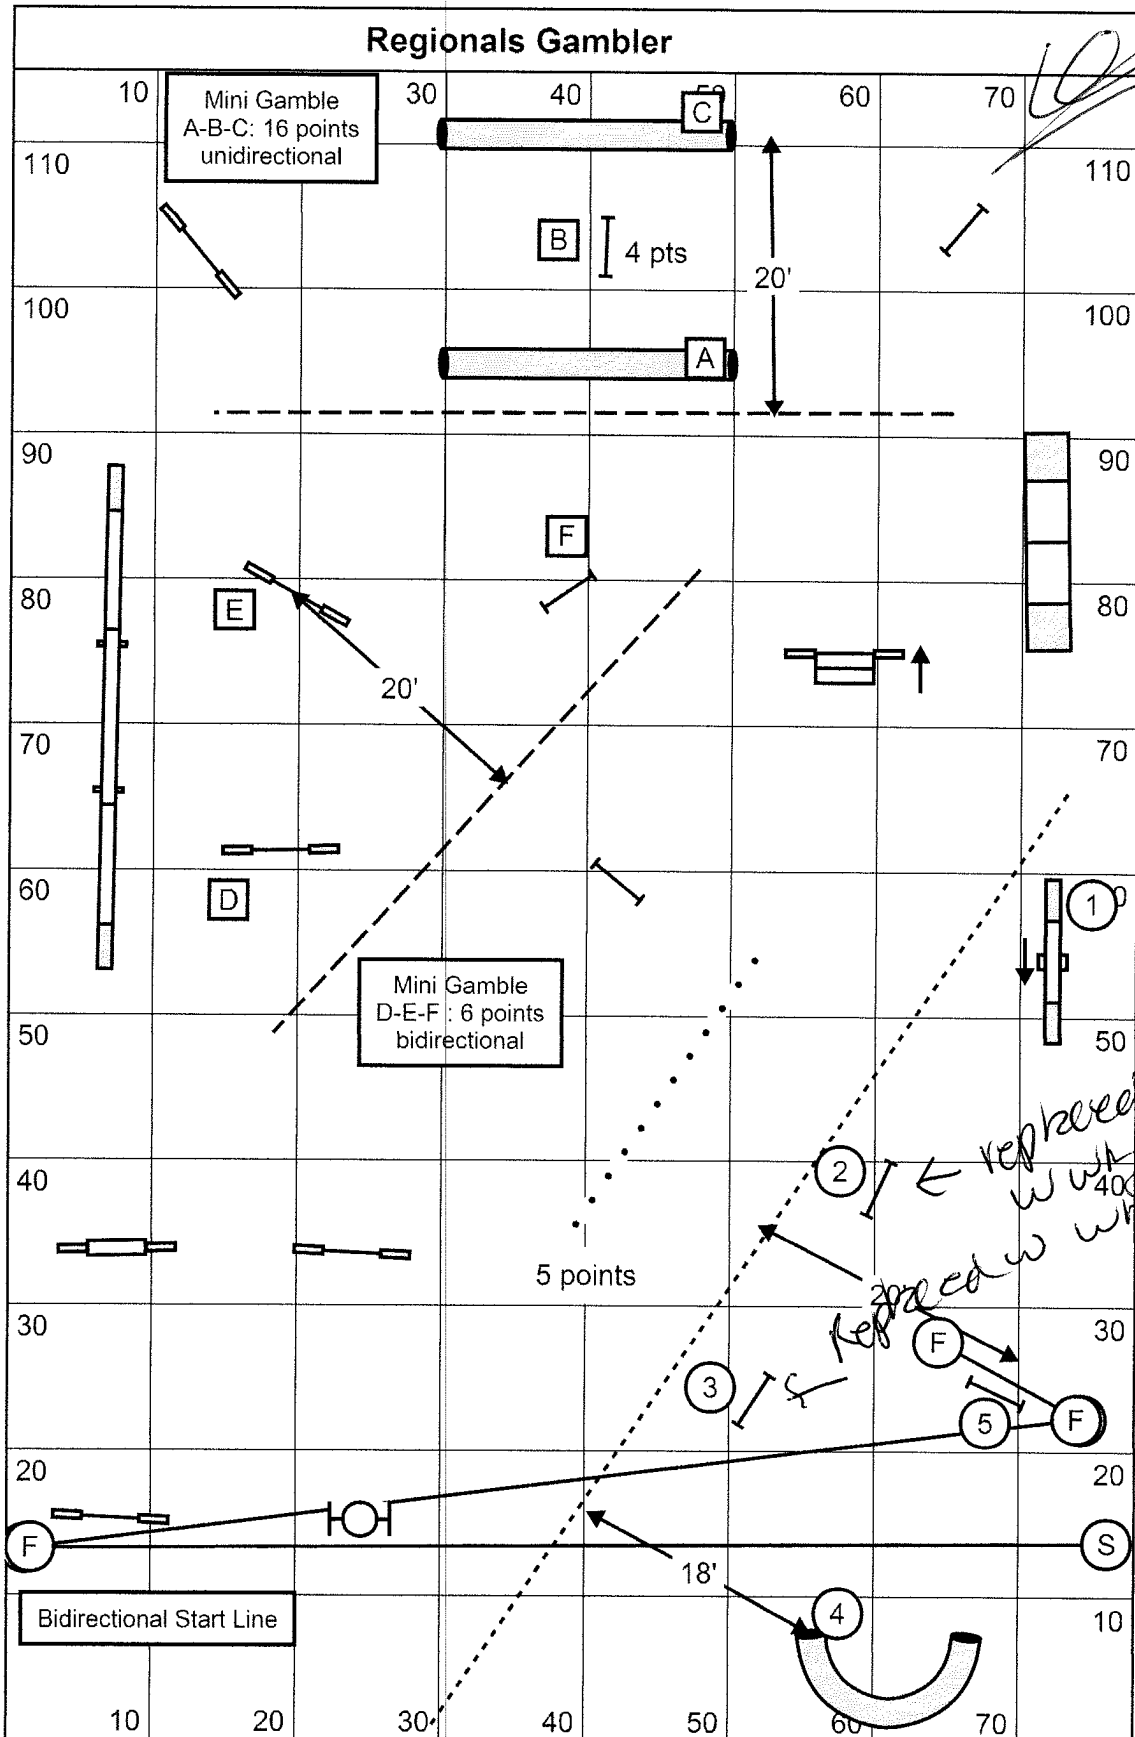 Regionals Gambler
10 30 40 50 60 70
Mini Gamble
A-B-C: 16 points
unidirectional
C
110 110
B 4 pts
20'
100 100
A
90 90
F
80 80
E
20'
70 70
60
D
1
Mini Gamble
D-E-F : 6 points
bidirectional
50 50
replaced
2
40 40
w
5 points
replaced w
20'
30 30
F
3
5 F
20 20
F S
18'
Bidirectional Start Line
4
10
10 20 30 40 50 60 70